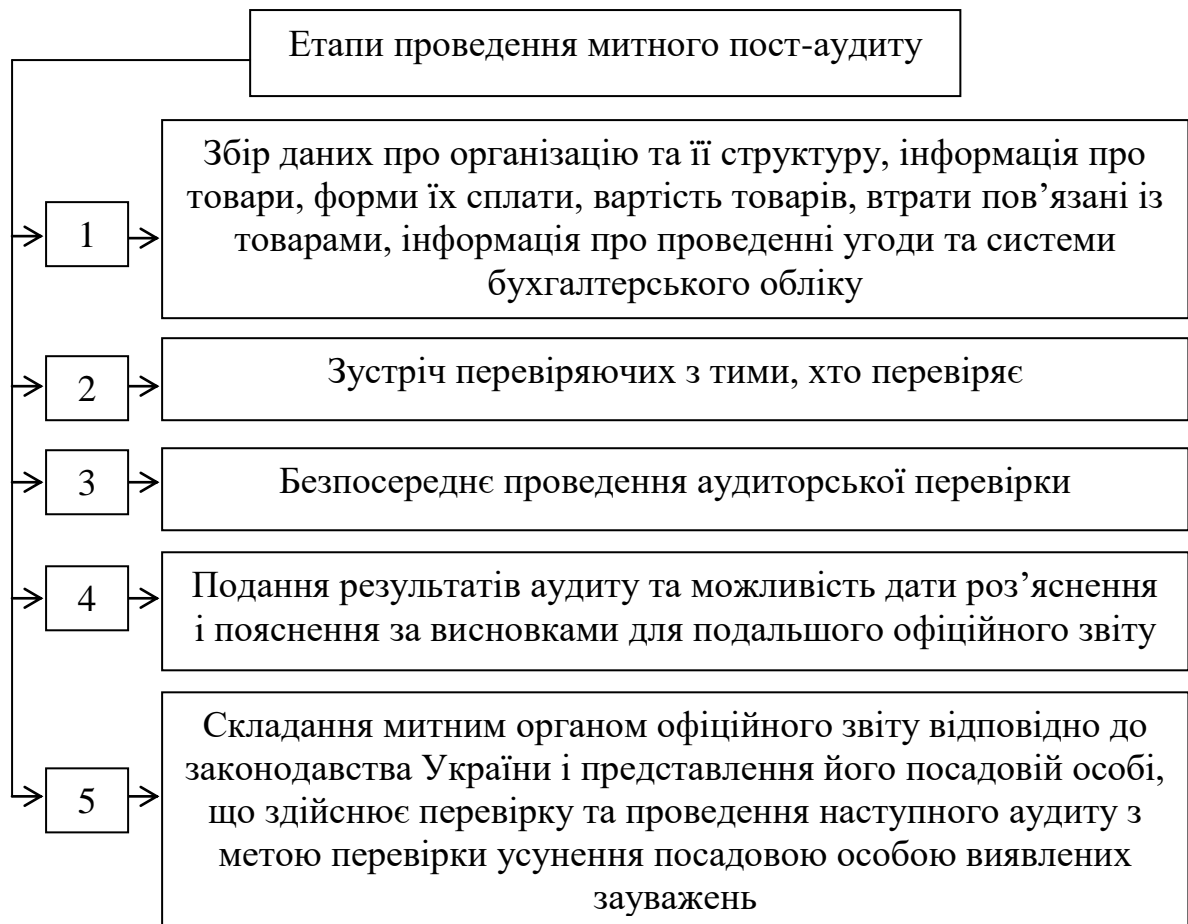 Етапи проведення митного пост-аудиту
1
Збір даних про організацію та її структуру, інформація про
товари, форми їх сплати, вартість товарів, втрати пов’язані із
товарами, інформація про проведенні угоди та системи
бухгалтерського обліку
2
Зустріч перевіряючих з тими, хто перевіряє
3
Безпосереднє проведення аудиторської перевірки
4
Подання результатів аудиту та можливість дати роз’яснення
і пояснення за висновками для подальшого офіційного звіту
5
Складання митним органом офіційного звіту відповідно до
законодавства України і представлення його посадовій особі,
що здійснює перевірку та проведення наступного аудиту з
метою перевірки усунення посадовою особою виявлених
зауважень